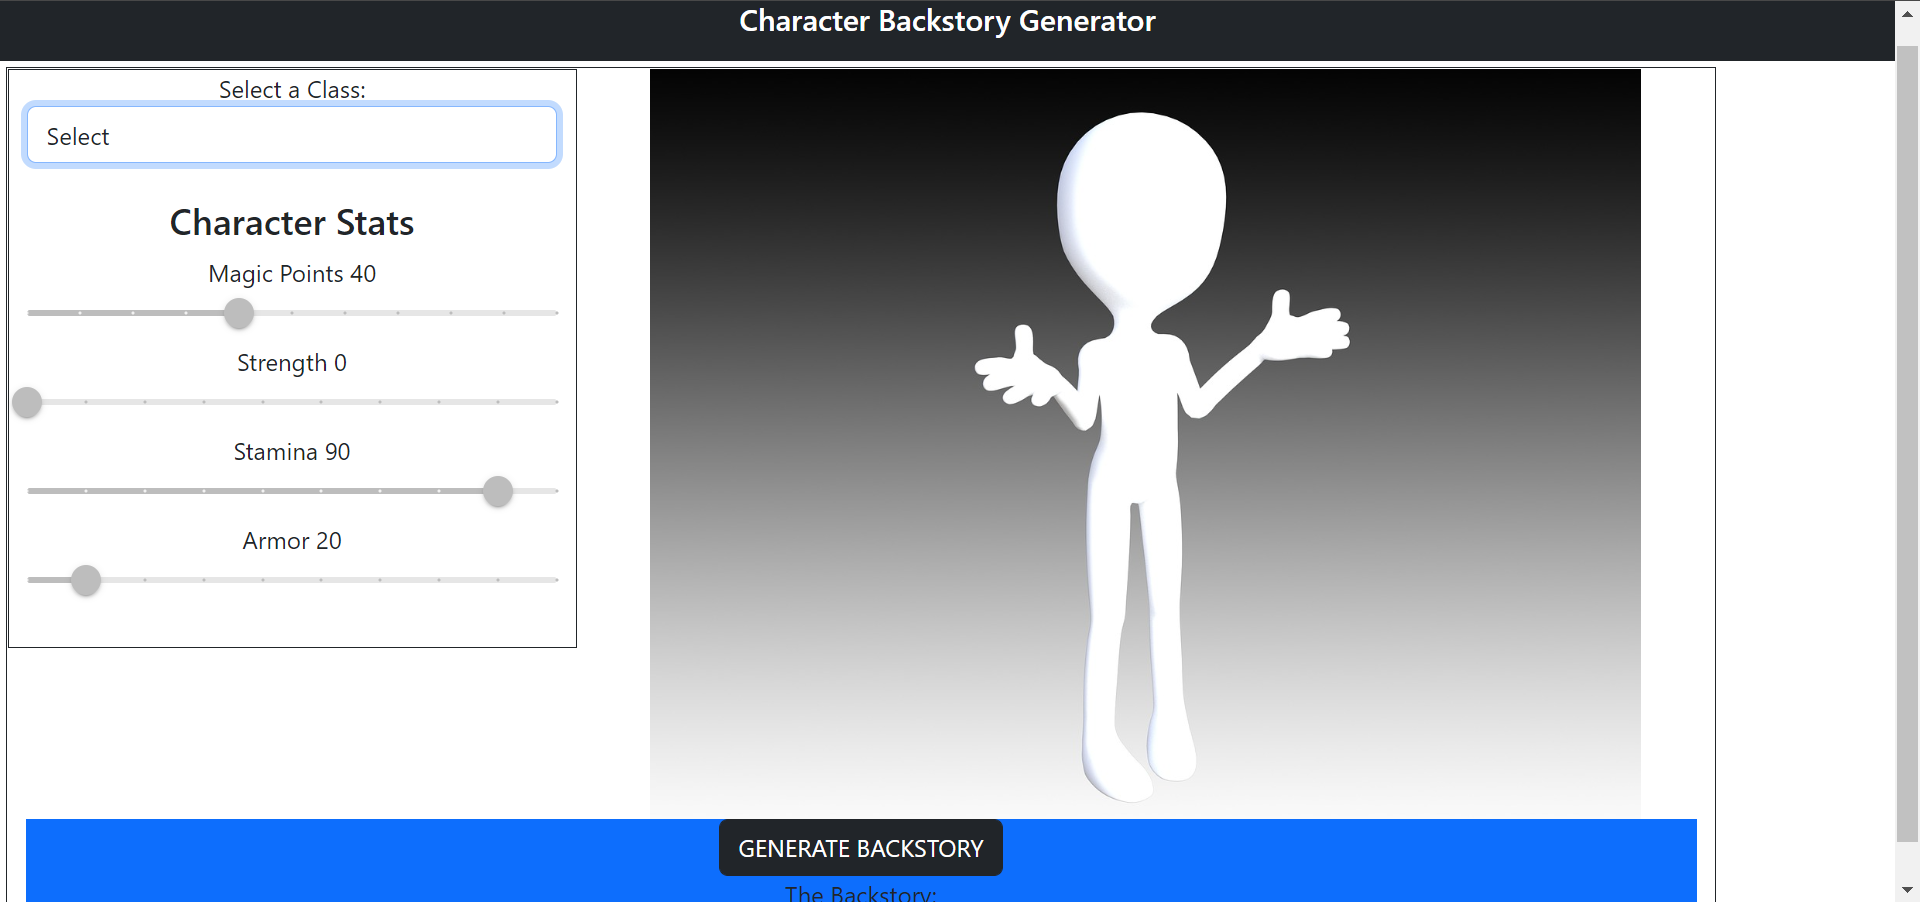 Character Backstory Generator
Select a Class:
Select
Character Stats
Magic Points 40
Strength 0
Stamina 90
Armor 20
GENERATE BACKSTORY
The Backstory: